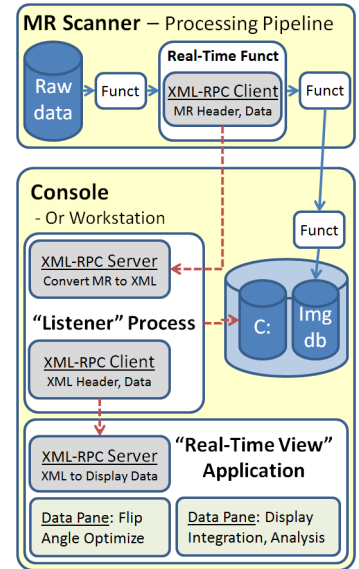 MR Scanner – Processing Pipeline
Raw
data
Funct
Real-Time Funct
XML-RPC Client
MR Header, Data
Funct
Console
- Or Workstation
Funct
XML-RPC Server
Convert MR to XML
"Listener" Process
C:
Img
db
XML-RPC Client
XML Header, Data
XML-RPC Server
XML to Display Data
"Real-Time View"
Application
Data Pane: Flip
Angle Optimize
Data Pane: Display
Integration, Analysis